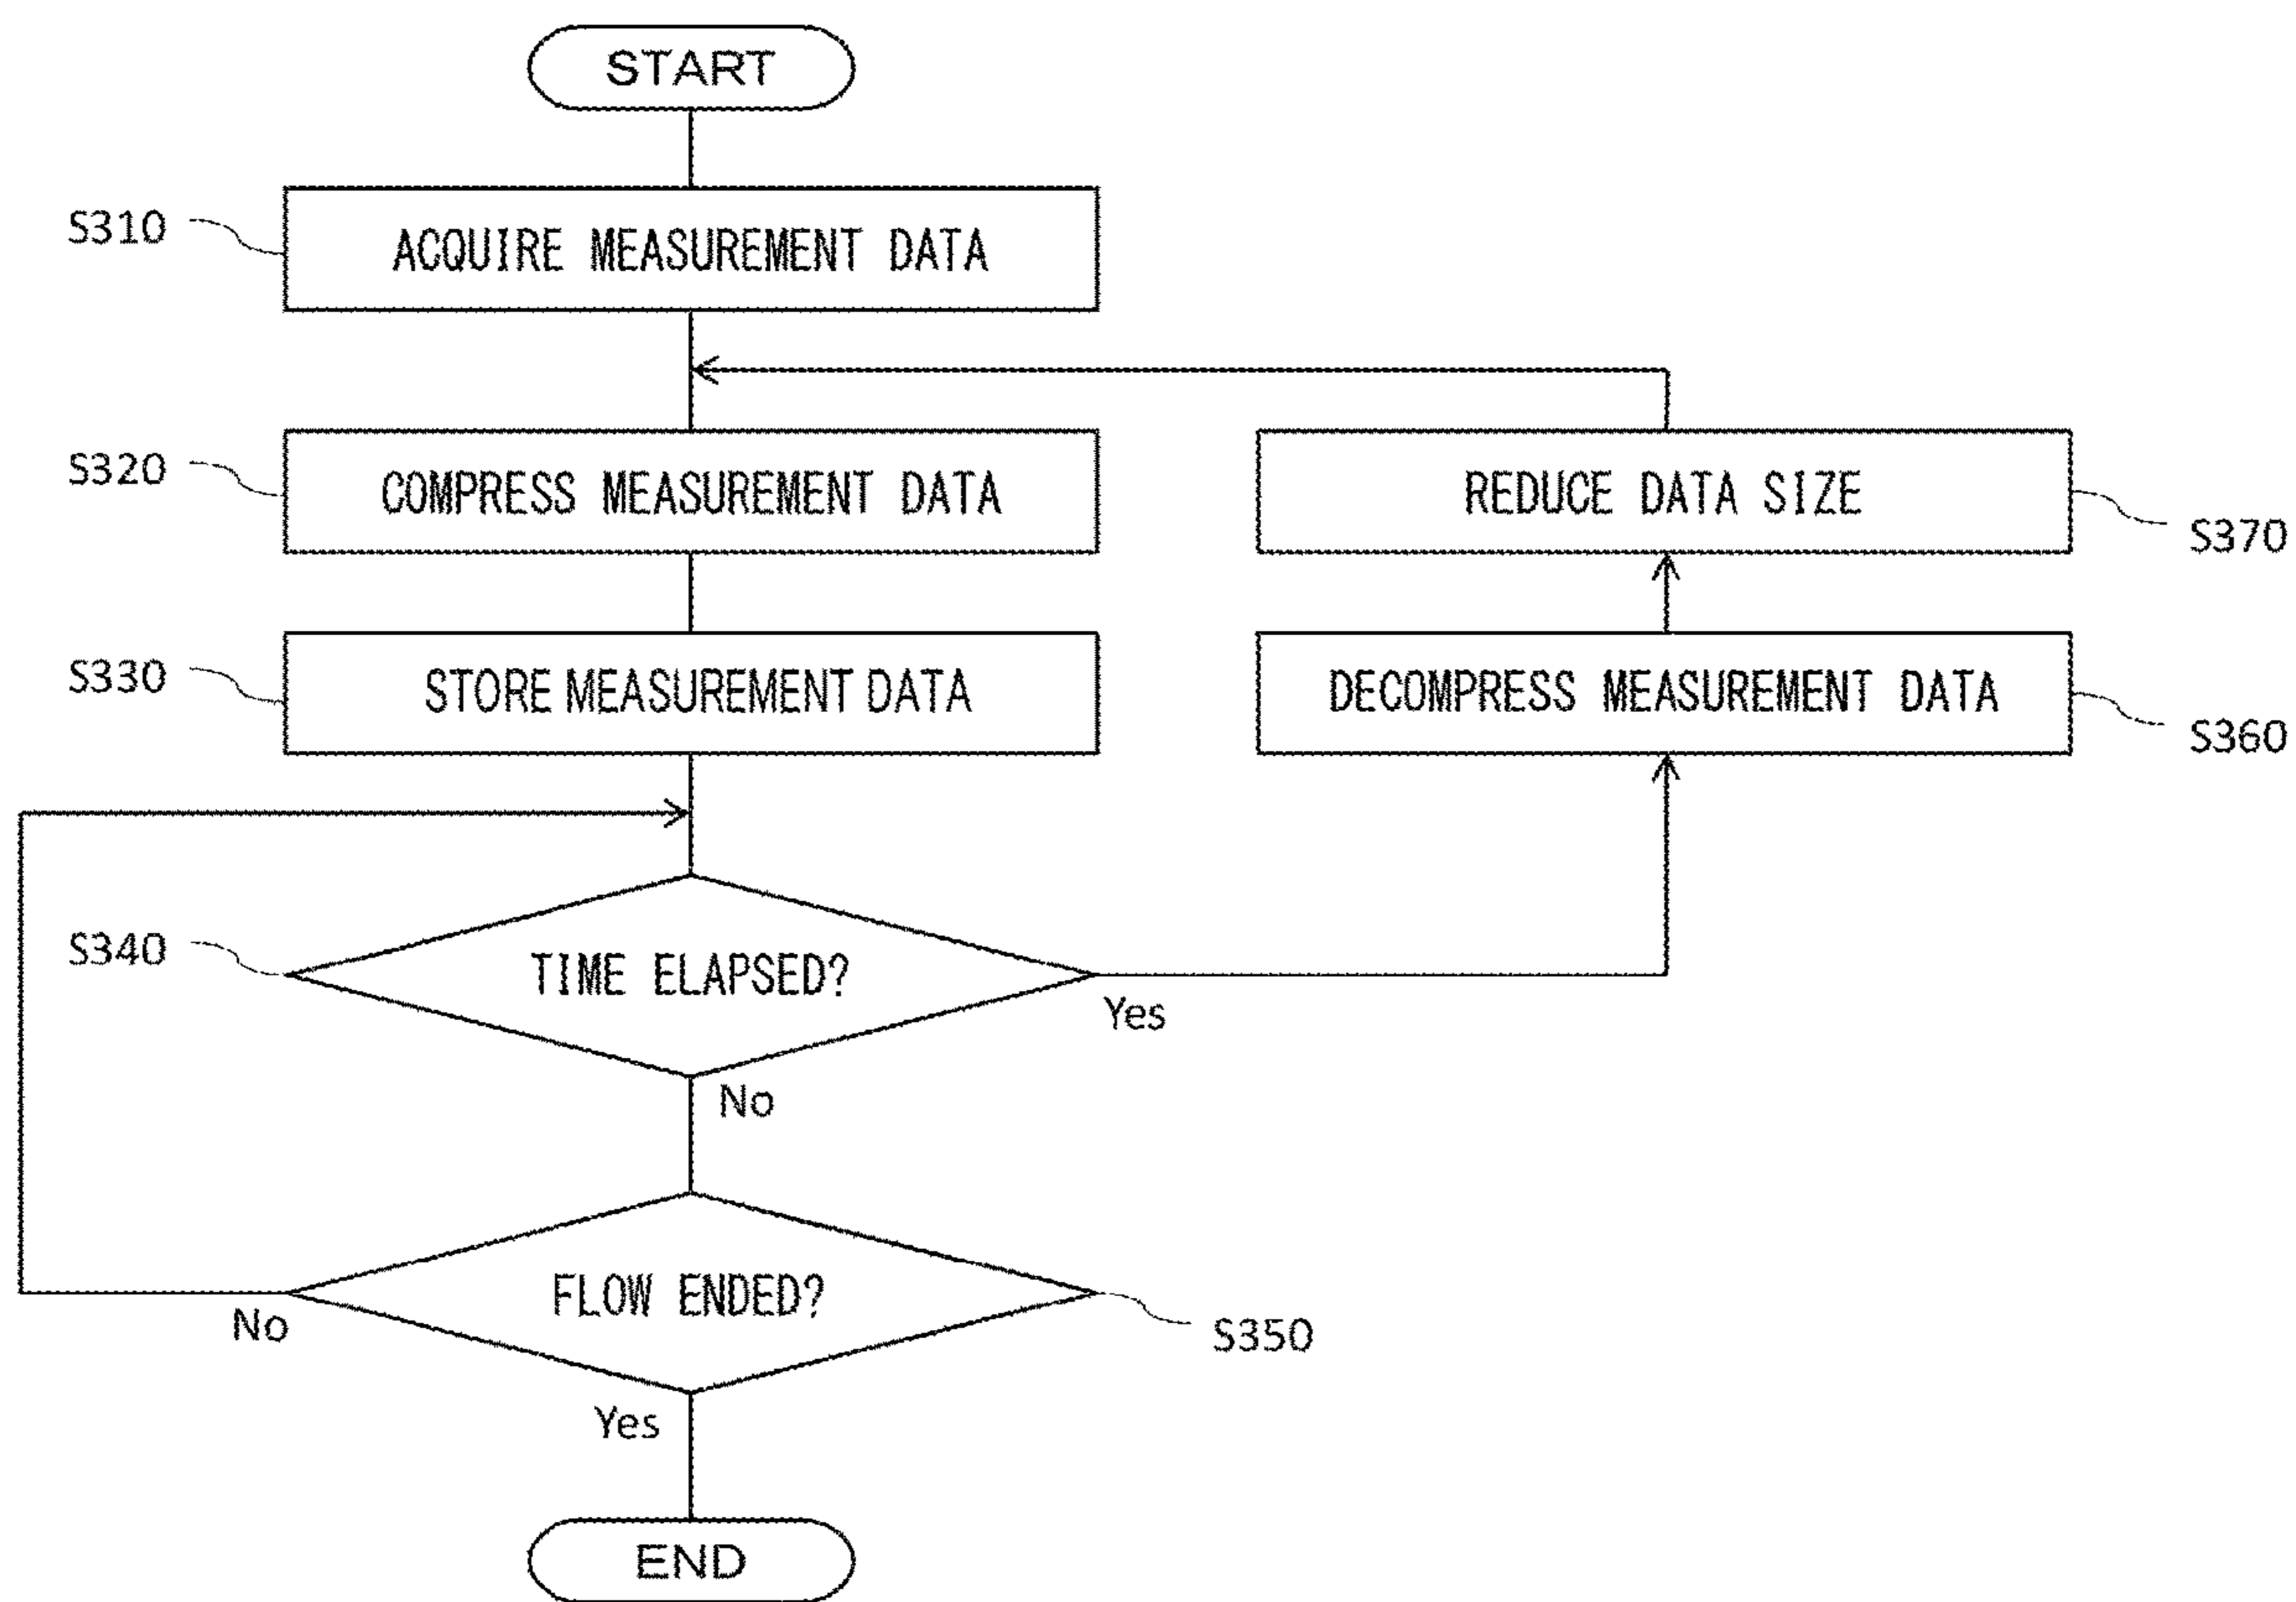 START
S310
ACQUIRE MEASUREMENT DATA
S320
COMPRESS MEASUREMENT DATA
REDUCE DATA SIZE
S370
S330
STORE MEASUREMENT DATA
DECOMPRESS MEASUREMENT DATA
S360
S340
TIME ELAPSED?
Yes
No
FLOW ENDED?
No
S350
Yes
END